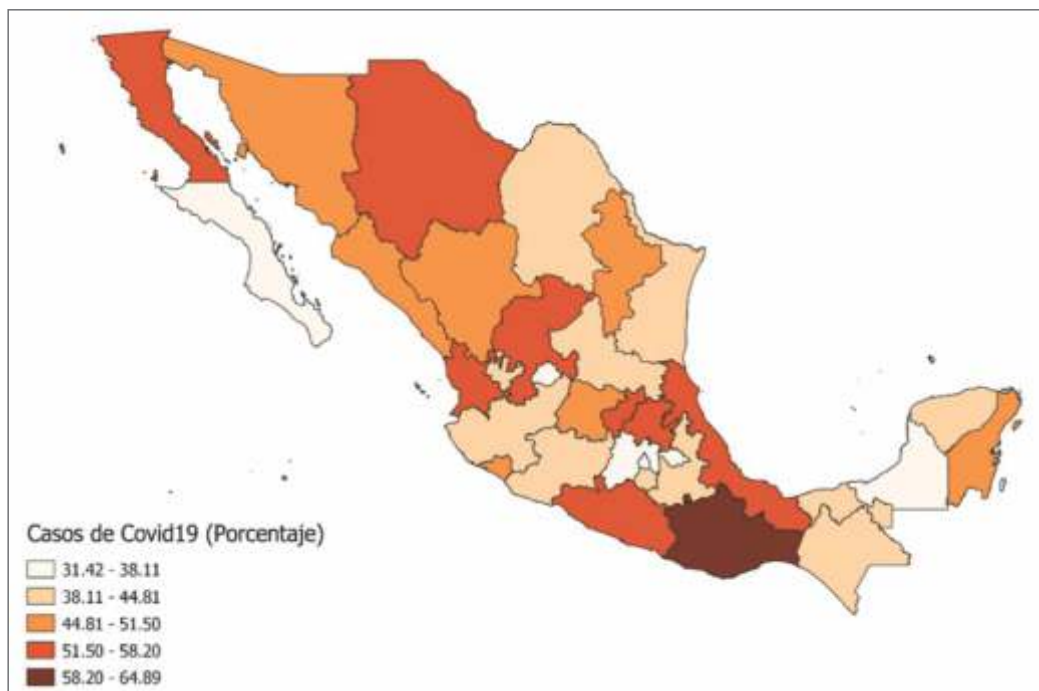 Casos de Covid19 (Porcentaje)
31.42 - 38.11
38.11 - 44.81
44.81 - 51.50
51.50 - 58.20
58.20 - 64.89